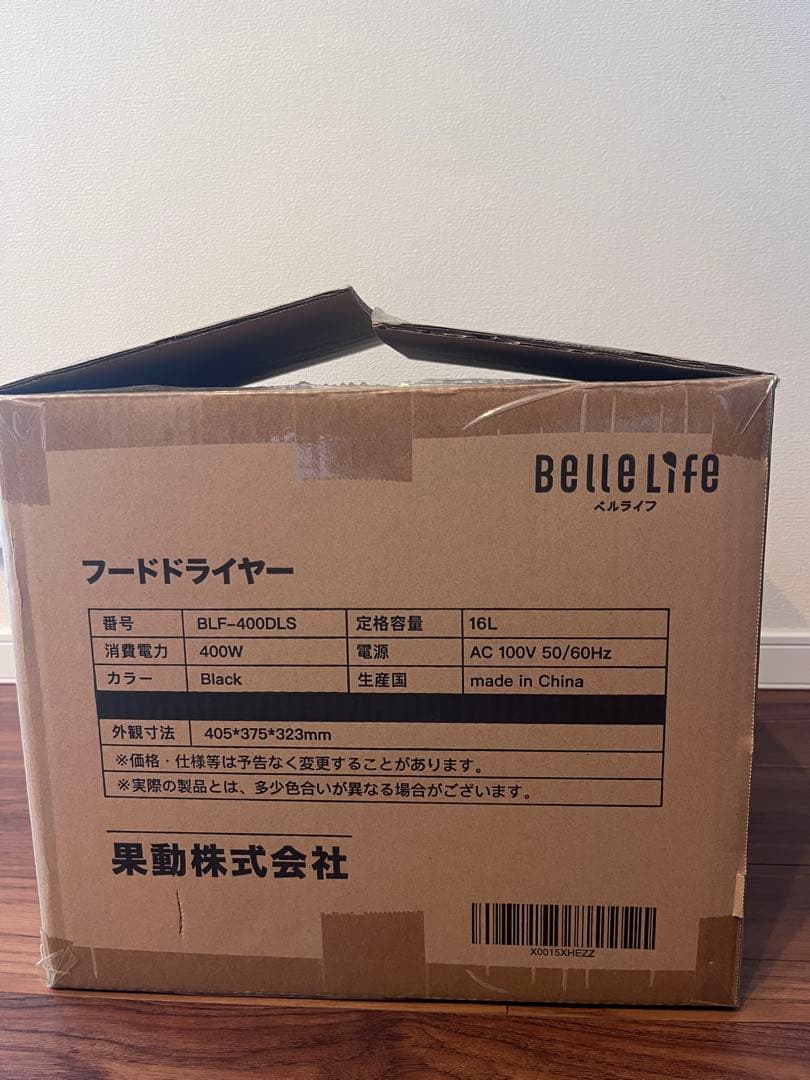 Belle Life
ベルライフ
フードドライヤー
番号 BLF-400DLS 定格容量 16L
消費電力 400W 電源 AC 100V 50/60Hz
カラー Black 生産国 made in China
外観寸法 405*375*323mm
※価格・仕様等は予告なく変更することがあります。
※実際の製品とは、多少色合いが異なる場合がございます。
果動株式会社
X0015XHEZZ